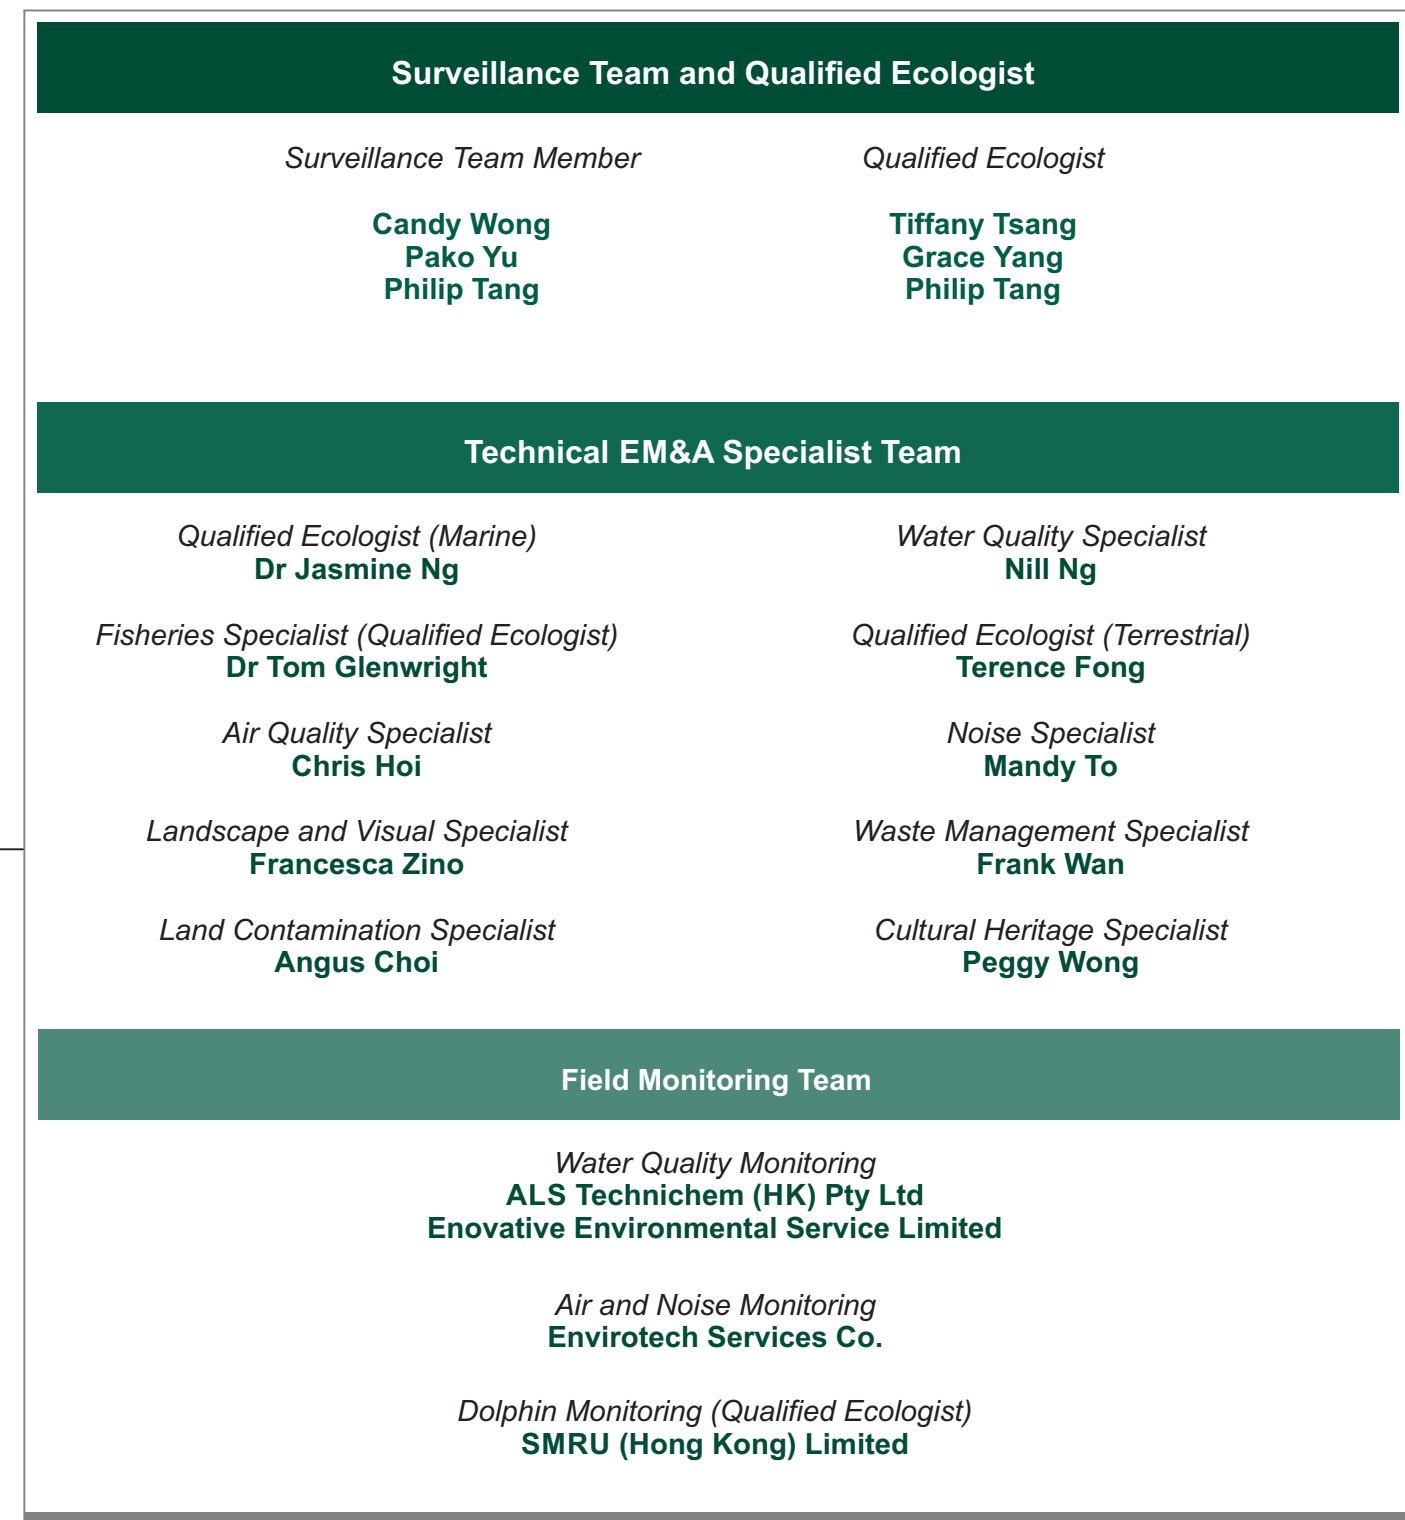 Surveillance Team and Qualified Ecologist
Surveillance Team Member
Candy Wong
Pako Yu
Philip Tang
Qualified Ecologist
Tiffany Tsang
Grace Yang
Philip Tang
Technical EM&A Specialist Team
Qualified Ecologist (Marine)
Dr Jasmine Ng
Water Quality Specialist
Nill Ng
Fisheries Specialist (Qualified Ecologist)
Dr Tom Glenwright
Qualified Ecologist (Terrestrial)
Terence Fong
Air Quality Specialist
Chris Hoi
Noise Specialist
Mandy To
Landscape and Visual Specialist
Francesca Zino
Waste Management Specialist
Frank Wan
Land Contamination Specialist
Angus Choi
Cultural Heritage Specialist
Peggy Wong
Field Monitoring Team
Water Quality Monitoring
ALS Technichem (HK) Pty Ltd
Enovative Environmental Service Limited
Air and Noise Monitoring
Envirotech Services Co.
Dolphin Monitoring (Qualified Ecologist)
SMRU (Hong Kong) Limited